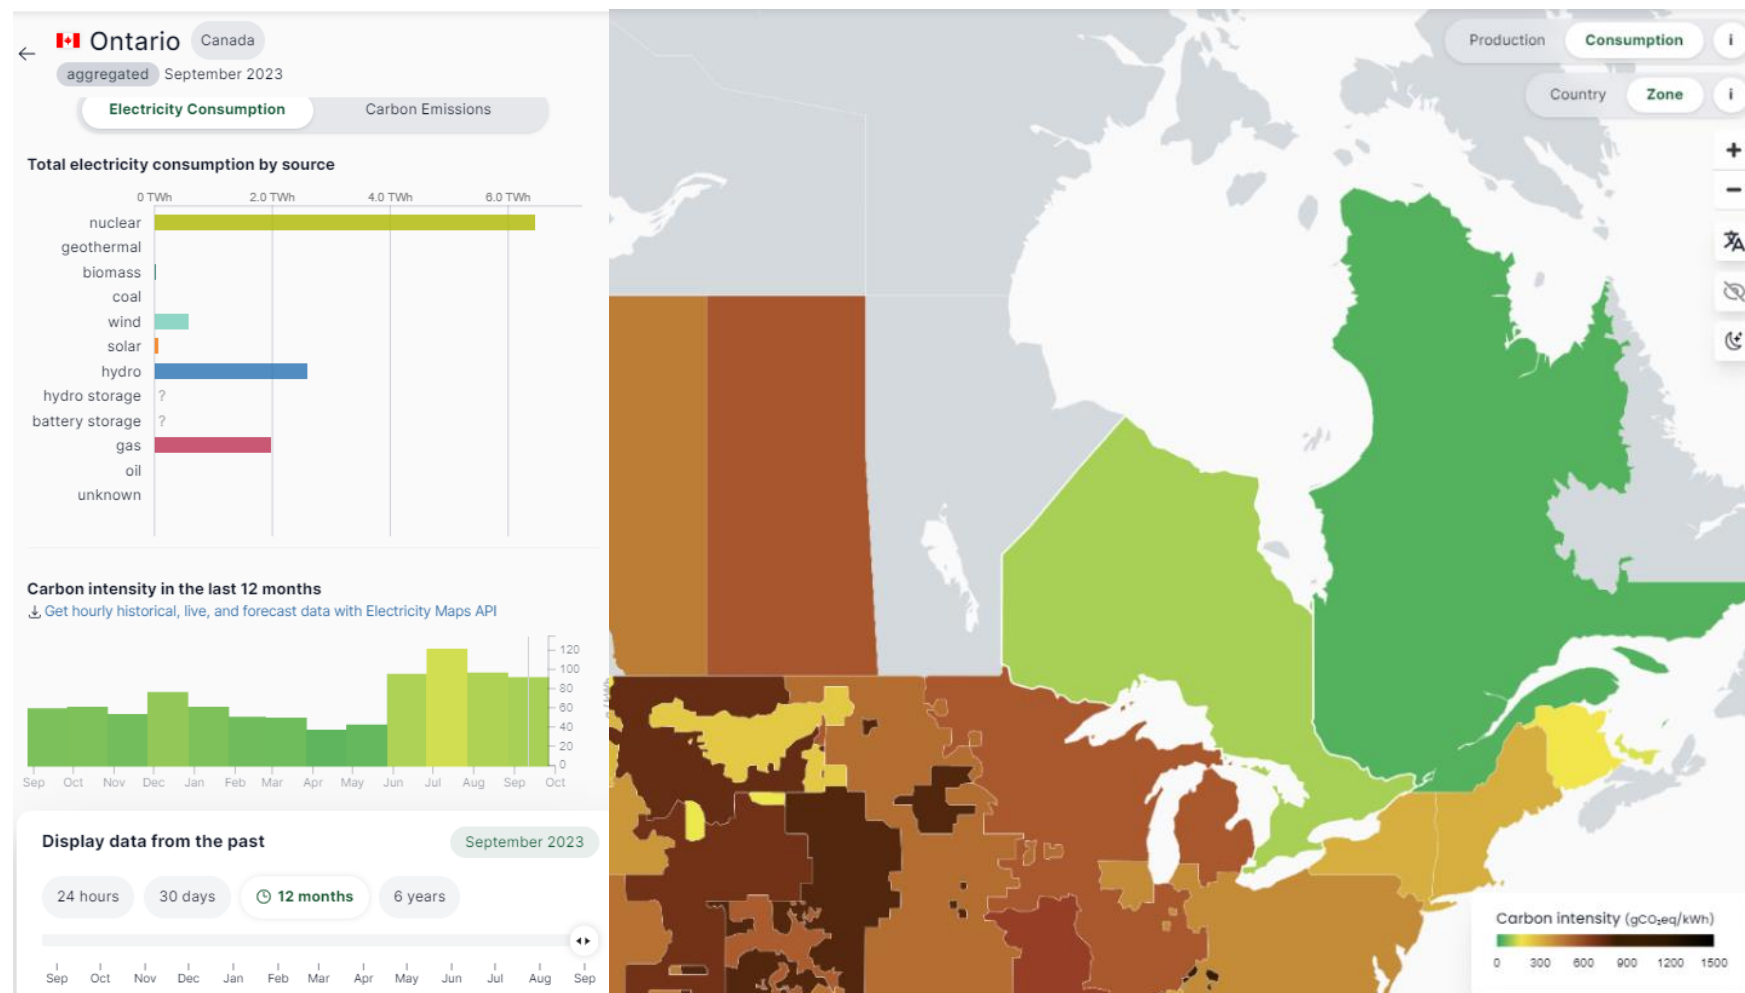 Ontario Canada
aggregated September 2023
Electricity Consumption Carbon Emissions
Total electricity consumption by source
0 TWh 2.0 TWh 4.0 TWh 6.0 TWh
nuclear
geothermal
biomass
coal
wind
solar
hydro
hydro storage ?
battery storage ?
gas
oil
unknown
Carbon intensity in the last 12 months
Get hourly historical, live, and forecast data with Electricity Maps API
120
100
80
60
40
20
0
Sep Oct Nov Dec Jan Feb Mar Apr May Jun Jul Aug Sep Oct
Display data from the past September 2023
24 hours 30 days 12 months 6 years
Sep Oct Nov Dec Jan Feb Mar Apr May Jun Jul Aug Sep
Production Consumption i
Country Zone i
+
−
文A
Carbon intensity (gCO₂eq/kWh)
0 300 600 900 1200 1500